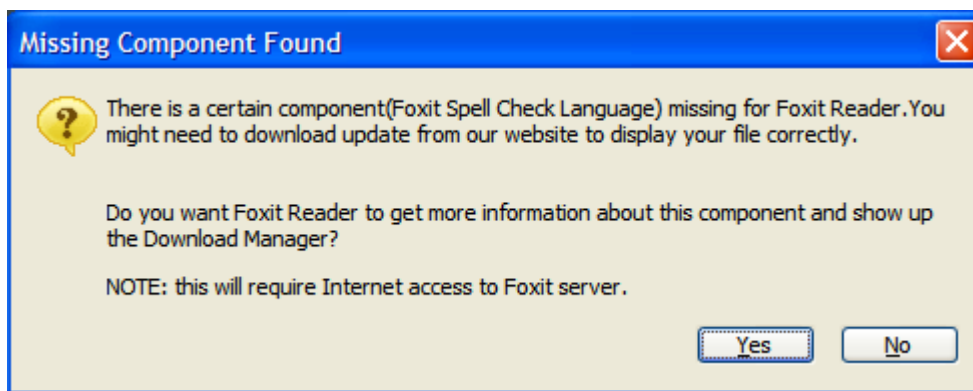 Missing Component Found
There is a certain component(Foxit Spell Check Language) missing for Foxit Reader.You
might need to download update from our website to display your file correctly.
Do you want Foxit Reader to get more information about this component and show up
the Download Manager?
NOTE: this will require Internet access to Foxit server.
Yes No